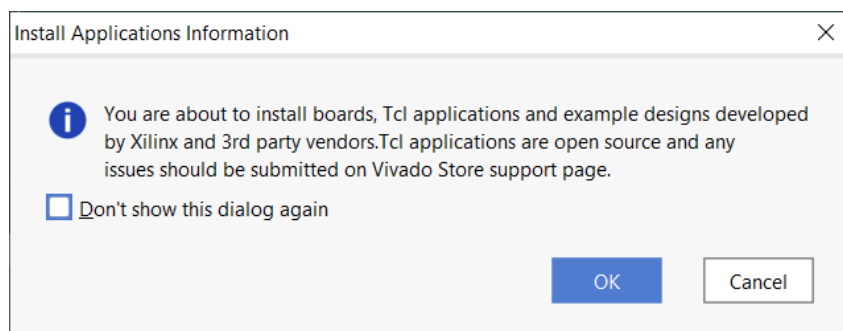 Install Applications Information
You are about to install boards, Tcl applications and example designs developed
by Xilinx and 3rd party vendors.Tcl applications are open source and any
issues should be submitted on Vivado Store support page.
Don't show this dialog again
OK Cancel